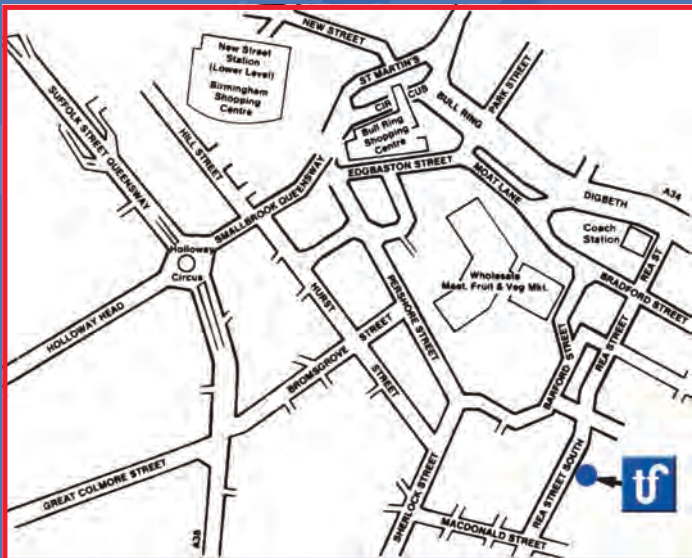 NEW STREET
New Street
Station
(Lower Level)
Birmingham
Shopping
Centre
ST MARTIN'S
CIR
CUS
BULL RING
PARK STREET
Bull Ring
Shopping
Centre
SUFFOLK STREET QUEENSWAY
HILL STREET
SMALLBROOK QUEENSWAY
EDGBASTON STREET
MOAT LANE
DIGBETH
A34
Coach
Station
REA ST
BRADFORD STREET
Holloway
Circus
HOLLOWAY HEAD
HURST
STREET
PERSHORE STREET
Wholesale
Meat, Fruit & Veg Mkt.
BROMSGROVE STREET
BARFORD STREET
REA STREET
GREAT COLMORE STREET
A38
SHERLOCK STREET
MACDONALD STREET
REA STREET SOUTH
tf